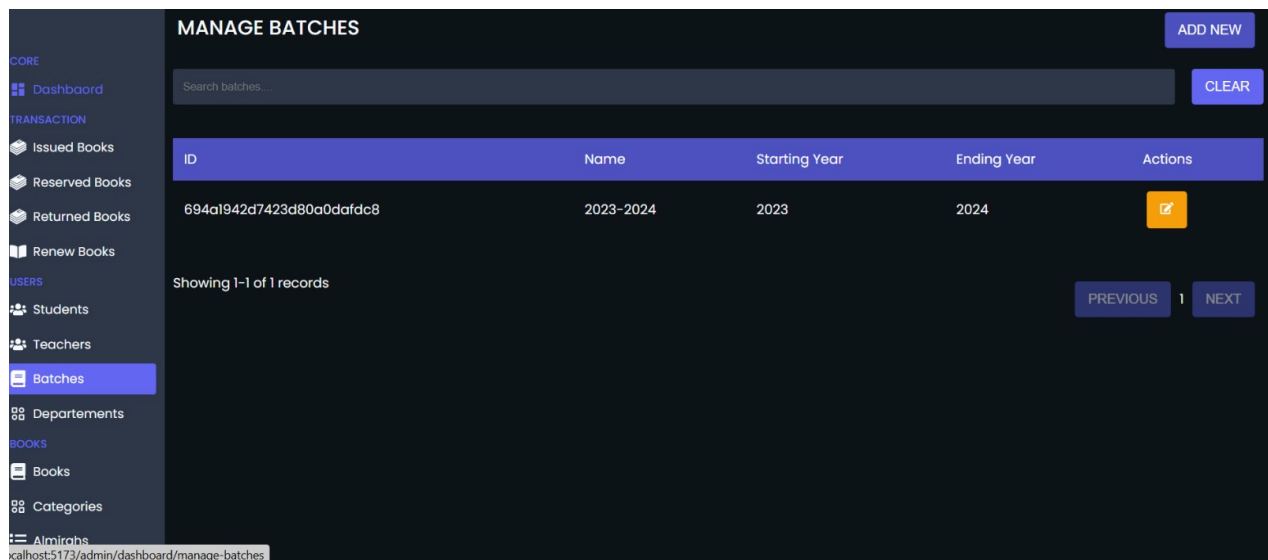 MANAGE BATCHES
ADD NEW
CORE
Dashbaord
Search batches....
CLEAR
TRANSACTION
Issued Books
Reserved Books
Returned Books
Renew Books
USERS
Students
Teachers
Batches
Departements
BOOKS
Books
Categories
Almirahs
ID Name Starting Year Ending Year Actions
694a1942d7423d80a0dafdc8 2023-2024 2023 2024
Showing 1-1 of 1 records
PREVIOUS 1 NEXT
ocalhost:5173/admin/dashboard/manage-batches